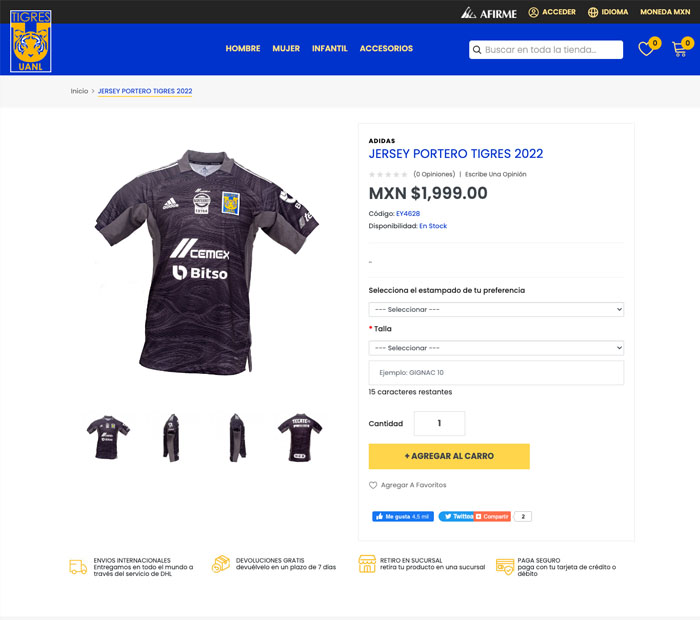 TIGRES
UANL
AFIRME
ACCEDER
IDIOMA
MONEDA MXN
HOMBRE
MUJER
INFANTIL
ACCESORIOS
Buscar en toda la tienda...
0
0
Inicio > JERSEY PORTERO TIGRES 2022
adidas
CEMEX
Bitso
ADIDAS
JERSEY PORTERO TIGRES 2022
(0 Opiniones) | Escribe Una Opinión
MXN $1,999.00
Código: EY4628
Disponibilidad: En Stock
-
Selecciona el estampado de tu preferencia
--- Seleccionar ---
* Talla
--- Seleccionar ---
Ejemplo: GIGNAC 10
15 caracteres restantes
Cantidad
1
+ AGREGAR AL CARRO
Agregar A Favoritos
Me gusta 4,5 mil
Twittear
Compartir
2
ENVIOS INTERNACIONALES
Entregamos en todo el mundo a
través del servicio de DHL
DEVOLUCIONES GRATIS
devuélvelo en un plazo de 7 días
RETIRO EN SUCURSAL
retira tu producto en una sucursal
PAGA SEGURO
paga con tu tarjeta de crédito o
débito